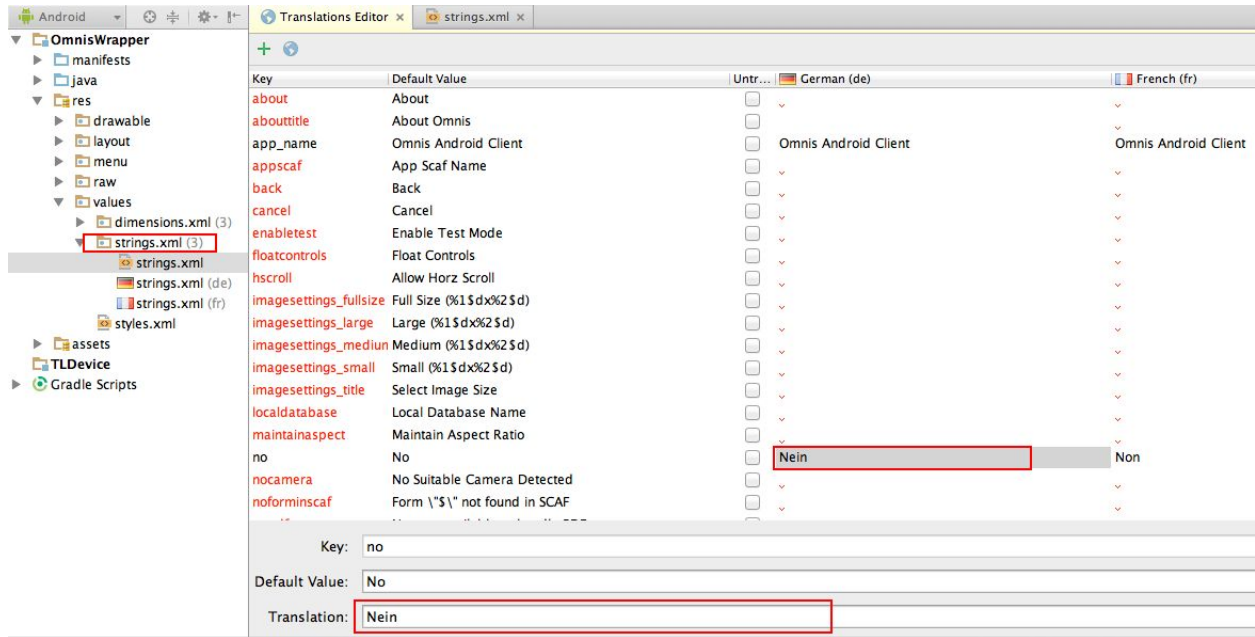 Android
Translations Editor
strings.xml
OmnisWrapper
manifests
java
res
drawable
layout
menu
raw
values
dimensions.xml (3)
strings.xml (3)
strings.xml
strings.xml (de)
strings.xml (fr)
styles.xml
assets
TLDevice
Gradle Scripts
Key Default Value Untr... German (de) French (fr)
about About
abouttitle About Omnis
app_name Omnis Android Client Omnis Android Client Omnis Android Client
appscaf App Scaf Name
back Back
cancel Cancel
enabletest Enable Test Mode
floatcontrols Float Controls
hscroll Allow Horz Scroll
imagesettings_fullsize Full Size (%1$dx%2$d)
imagesettings_large Large (%1$dx%2$d)
imagesettings_mediun Medium (%1$dx%2$d)
imagesettings_small Small (%1$dx%2$d)
imagesettings_title Select Image Size
localdatabase Local Database Name
maintainaspect Maintain Aspect Ratio
no No Nein Non
nocamera No Suitable Camera Detected
noforminscaf Form \"$\" not found in SCAF
Key: no
Default Value: No
Translation: Nein